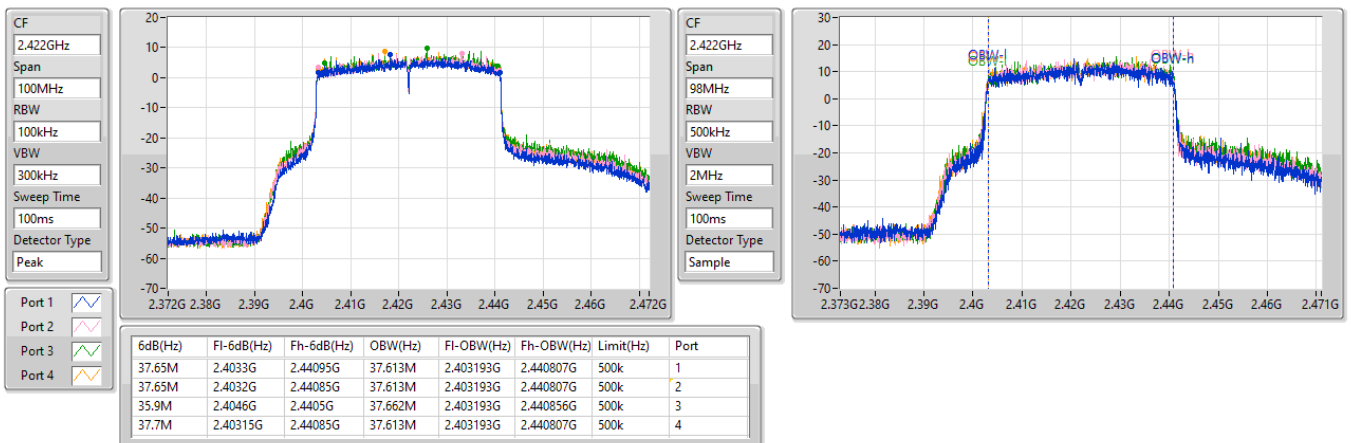 CF
2.422GHz
Span
100MHz
RBW
100kHz
VBW
300kHz
Sweep Time
100ms
Detector Type
Peak
20
10
0
-10
-20
-30
-40
-50
-60
-70
2.372G 2.38G 2.39G 2.4G 2.41G 2.42G 2.43G 2.44G 2.45G 2.46G 2.472G
CF
2.422GHz
Span
98MHz
RBW
500kHz
VBW
2MHz
Sweep Time
100ms
Detector Type
Sample
30
20
10
0
-10
-20
-30
-40
-50
-60
-70
OBW-l
OBW-h
2.373G 2.38G 2.39G 2.4G 2.41G 2.42G 2.43G 2.44G 2.45G 2.46G 2.471G
Port 1
Port 2
Port 3
Port 4
6dB(Hz) Fl-6dB(Hz) Fh-6dB(Hz) OBW(Hz) Fl-OBW(Hz) Fh-OBW(Hz) Limit(Hz) Port
37.65M 2.4033G 2.44095G 37.613M 2.403193G 2.440807G 500k 1
37.65M 2.4032G 2.44085G 37.613M 2.403193G 2.440807G 500k 2
35.9M 2.4046G 2.4405G 37.662M 2.403193G 2.440856G 500k 3
37.7M 2.40315G 2.44085G 37.613M 2.403193G 2.440807G 500k 4